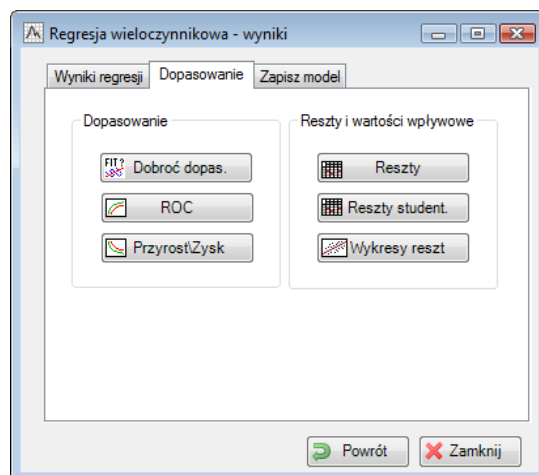 Regresja wieloczynnikowa - wyniki
Wyniki regresji Dopasowanie Zapisz model
Dopasowanie
FIT? Dobroć dopas.
ROC
Przyrost\Zysk
Reszty i wartości wpływowe
Reszty
Reszty student.
Wykresy reszt
Powrót Zamknij